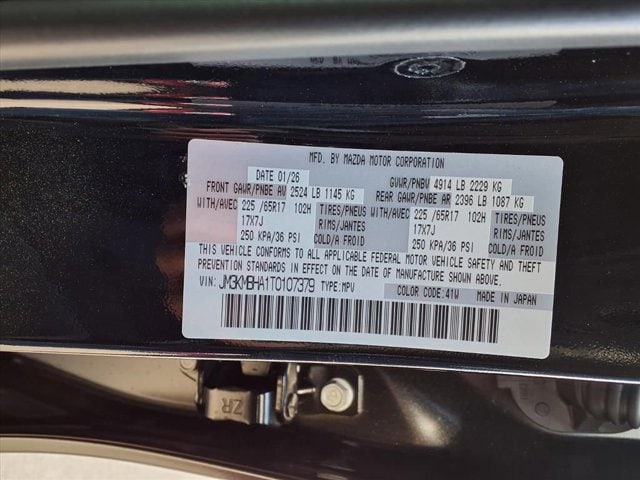 MFD. BY MAZDA MOTOR CORPORATION
DATE 01/26 GVWR/PNBV 4914 LB 2229 KG
FRONT GAWR/PNBE AV 2524 LB 1145 KG REAR GAWR/PNBE AR 2396 LB 1087 KG
WITH/AVEC 225 /65R17 102H TIRES/PNEUS WITH/AVEC 225 /65R17 102H TIRES/PNEUS
17X7J RIMS/JANTES 17X7J RIMS/JANTES
250 KPA/36 PSI COLD/A FROID 250 KPA/36 PSI COLD/A FROID
THIS VEHICLE CONFORMS TO ALL APPLICABLE FEDERAL MOTOR VEHICLE SAFETY AND THEFT
PREVENTION STANDARDS IN EFFECT ON THE DATE OF MANUFACTURE SHOWN ABOVE.
VIN: JM3KMBHA1T0107379 TYPE:MPV COLOR CODE:41W MADE IN JAPAN
ZR